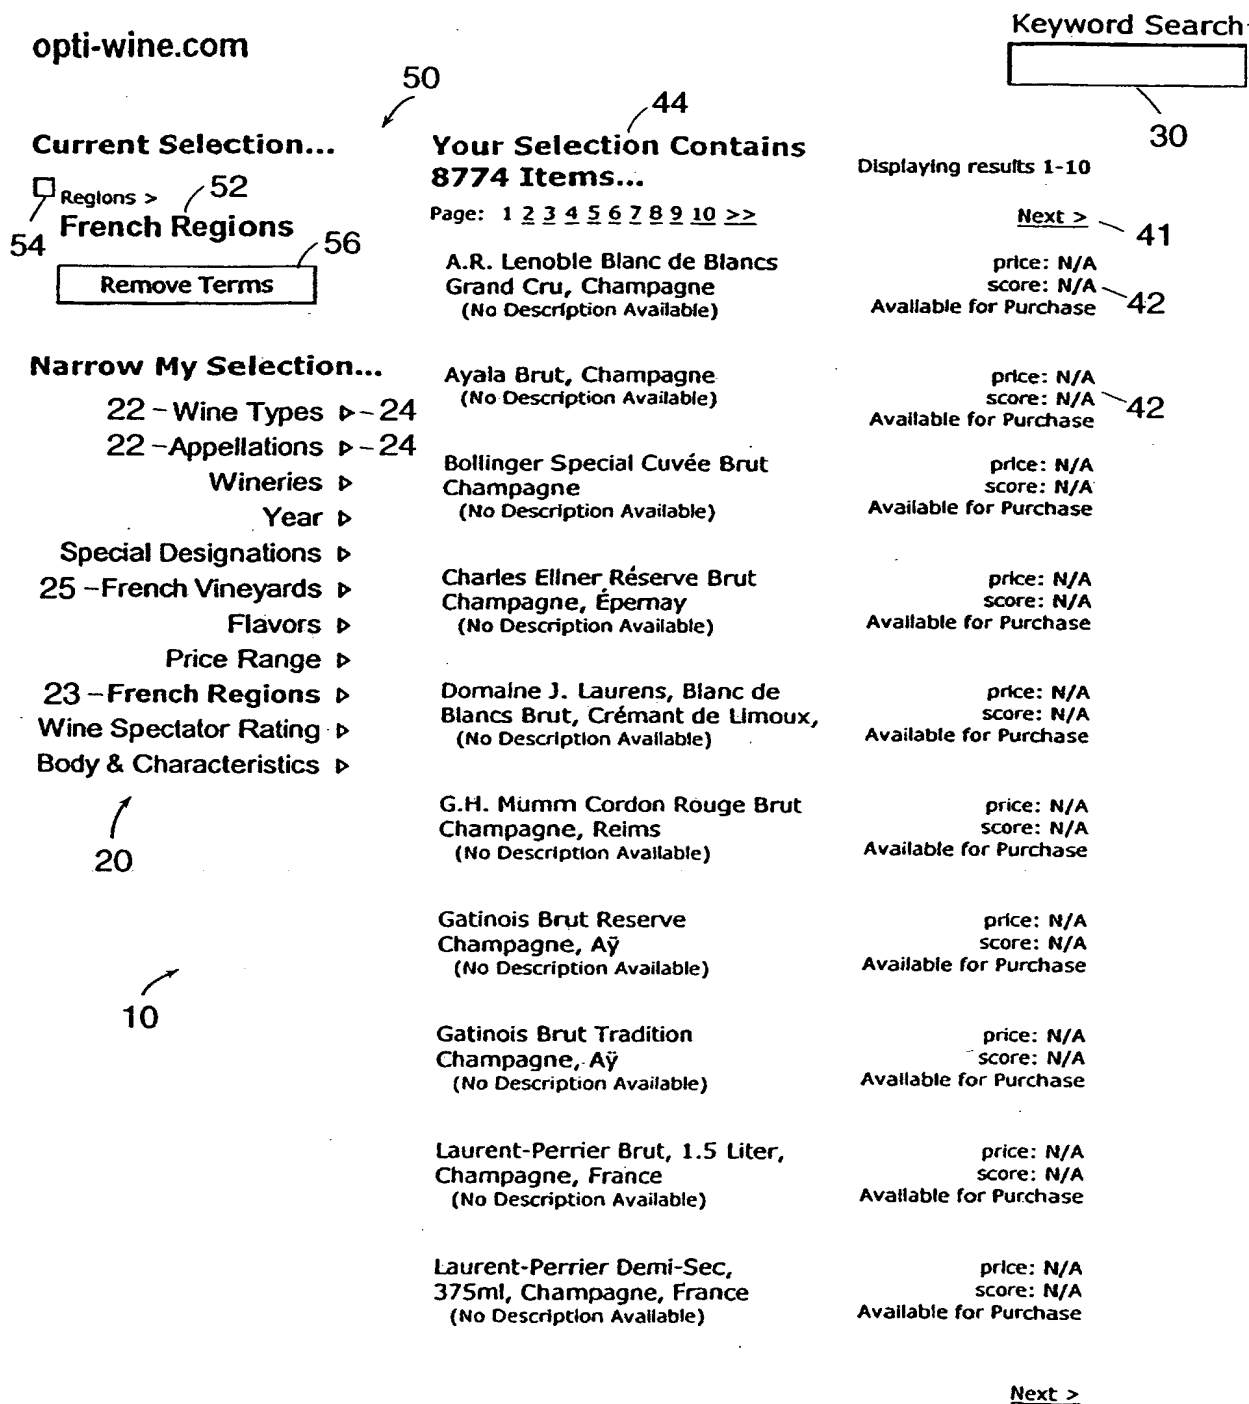 opti-wine.com
Keyword Search
30
50
Current Selection...
Regions >
52
French Regions
54
56
Remove Terms
Narrow My Selection...
22 – Wine Types ▷ – 24
22 – Appellations ▷ – 24
Wineries ▷
Year ▷
Special Designations ▷
25 – French Vineyards ▷
Flavors ▷
Price Range ▷
23 – French Regions ▷
Wine Spectator Rating ▷
Body & Characteristics ▷
20
10
44
Your Selection Contains
8774 Items...
Displaying results 1-10
Page: 1 2 3 4 5 6 7 8 9 10 >>
Next >
41
A.R. Lenoble Blanc de Blancs
Grand Cru, Champagne
(No Description Available)
price: N/A
score: N/A
42
Available for Purchase
Ayala Brut, Champagne
(No Description Available)
price: N/A
score: N/A
42
Available for Purchase
Bollinger Special Cuvée Brut
Champagne
(No Description Available)
price: N/A
score: N/A
Available for Purchase
Charles Ellner Réserve Brut
Champagne, Épernay
(No Description Available)
price: N/A
score: N/A
Available for Purchase
Domaine J. Laurens, Blanc de
Blancs Brut, Crémant de Limoux,
(No Description Available)
price: N/A
score: N/A
Available for Purchase
G.H. Mumm Cordon Rouge Brut
Champagne, Reims
(No Description Available)
price: N/A
score: N/A
Available for Purchase
Gatinois Brut Reserve
Champagne, Aÿ
(No Description Available)
price: N/A
score: N/A
Available for Purchase
Gatinois Brut Tradition
Champagne, Aÿ
(No Description Available)
price: N/A
score: N/A
Available for Purchase
Laurent-Perrier Brut, 1.5 Liter,
Champagne, France
(No Description Available)
price: N/A
score: N/A
Available for Purchase
Laurent-Perrier Demi-Sec,
375ml, Champagne, France
(No Description Available)
price: N/A
score: N/A
Available for Purchase
Next >